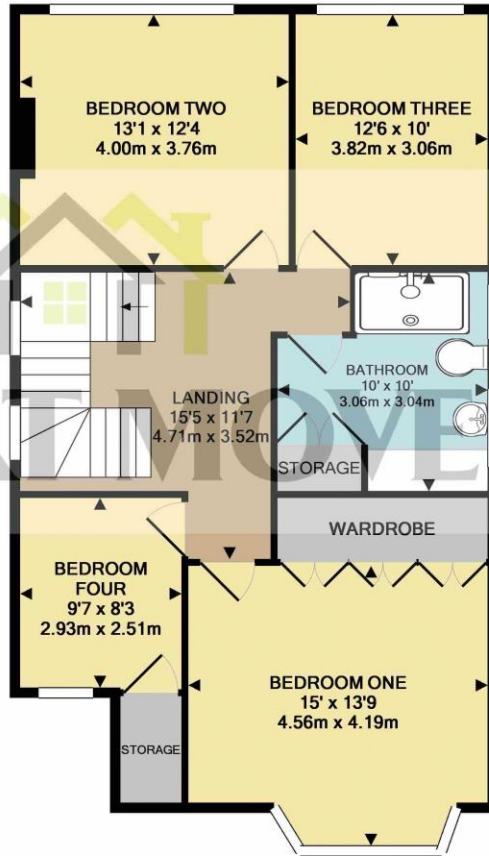 BEDROOM TWO
13'1 x 12'4
4.00m x 3.76m
BEDROOM THREE
12'6 x 10'
3.82m x 3.06m
LANDING
15'5 x 11'7
4.71m x 3.52m
BATHROOM
10' x 10'
3.06m x 3.04m
STORAGE
WARDROBE
BEDROOM
FOUR
9'7 x 8'3
2.93m x 2.51m
BEDROOM ONE
15' x 13'9
4.56m x 4.19m
STORAGE
MOVE